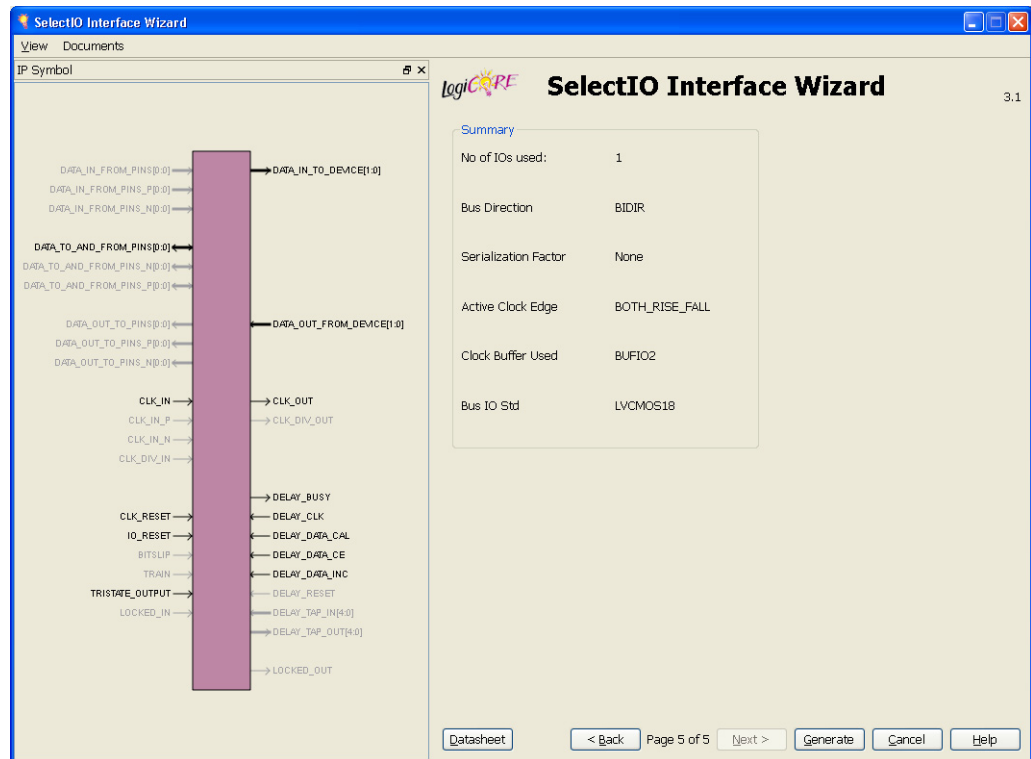 SelectIO Interface Wizard
View Documents
IP Symbol
DATA_IN_FROM_PINS[0:0]
DATA_IN_FROM_PINS_P[0:0]
DATA_IN_FROM_PINS_N[0:0]
DATA_TO_AND_FROM_PINS[0:0]
DATA_TO_AND_FROM_PINS_N[0:0]
DATA_TO_AND_FROM_PINS_P[0:0]
DATA_OUT_TO_PINS[0:0]
DATA_OUT_TO_PINS_P[0:0]
DATA_OUT_TO_PINS_N[0:0]
CLK_IN
CLK_IN_P
CLK_IN_N
CLK_DIV_IN
CLK_RESET
IO_RESET
BITSLIP
TRAIN
TRISTATE_OUTPUT
LOCKED_IN
DATA_IN_TO_DEVICE[1:0]
DATA_OUT_FROM_DEVICE[1:0]
CLK_OUT
CLK_DIV_OUT
DELAY_BUSY
DELAY_CLK
DELAY_DATA_CAL
DELAY_DATA_CE
DELAY_DATA_INC
DELAY_RESET
DELAY_TAP_IN[4:0]
DELAY_TAP_OUT[4:0]
LOCKED_OUT
LogiCORE
SelectIO Interface Wizard
3.1
Summary
No of IOs used: 1
Bus Direction BIDIR
Serialization Factor None
Active Clock Edge BOTH_RISE_FALL
Clock Buffer Used BUFIO2
Bus IO Std LVCMOS18
Datasheet < Back Page 5 of 5 Next > Generate Cancel Help